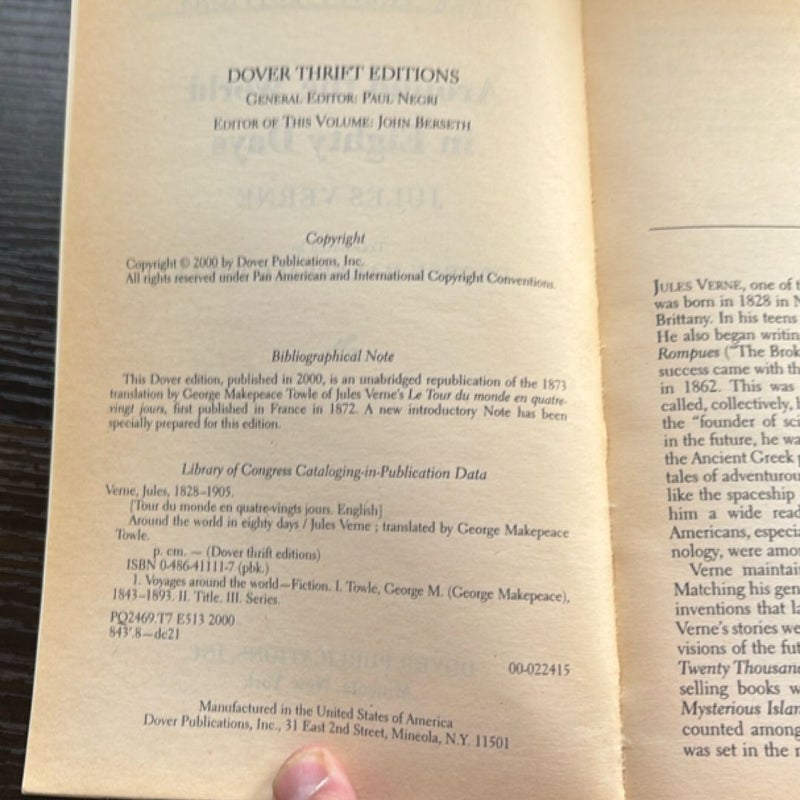 DOVER THRIFT EDITIONS
GENERAL EDITOR: PAUL NEGRI
EDITOR OF THIS VOLUME: JOHN BERSETH
Copyright
Copyright © 2000 by Dover Publications, Inc.
All rights reserved under Pan American and International Copyright Conventions.
Bibliographical Note
This Dover edition, published in 2000, is an unabridged republication of the 1873
translation by George Makepeace Towle of Jules Verne's Le Tour du monde en quatre-
vingt jours, first published in France in 1872. A new introductory Note has been
specially prepared for this edition.
Library of Congress Cataloging-in-Publication Data
Verne, Jules, 1828–1905.
[Tour du monde en quatre-vingts jours. English]
Around the world in eighty days / Jules Verne ; translated by George Makepeace
Towle.
p. cm. — (Dover thrift editions)
ISBN 0-486-41111-7 (pbk.)
1. Voyages around the world—Fiction. I. Towle, George M. (George Makepeace),
1843–1893. II. Title. III. Series.
PQ2469.T7 E513 2000
843'.8—dc21
00-022415
Manufactured in the United States of America
Dover Publications, Inc., 31 East 2nd Street, Mineola, N.Y. 11501
JULES VERNE, one of
was born in 1828 in
Brittany. In his teens
He also began writin
Rompues ("The Brok
success came with th
in 1862. This was
called, collectively,
the "founder of sci
in the future, he wa
the Ancient Greek
tales of adventurou
like the spaceship
him a wide read
Americans, especia
nology, were amo
Verne maintai
Matching his gen
inventions that la
Verne's stories we
visions of the fut
Twenty Thousand
selling books w
Mysterious Islan
counted among
was set in the